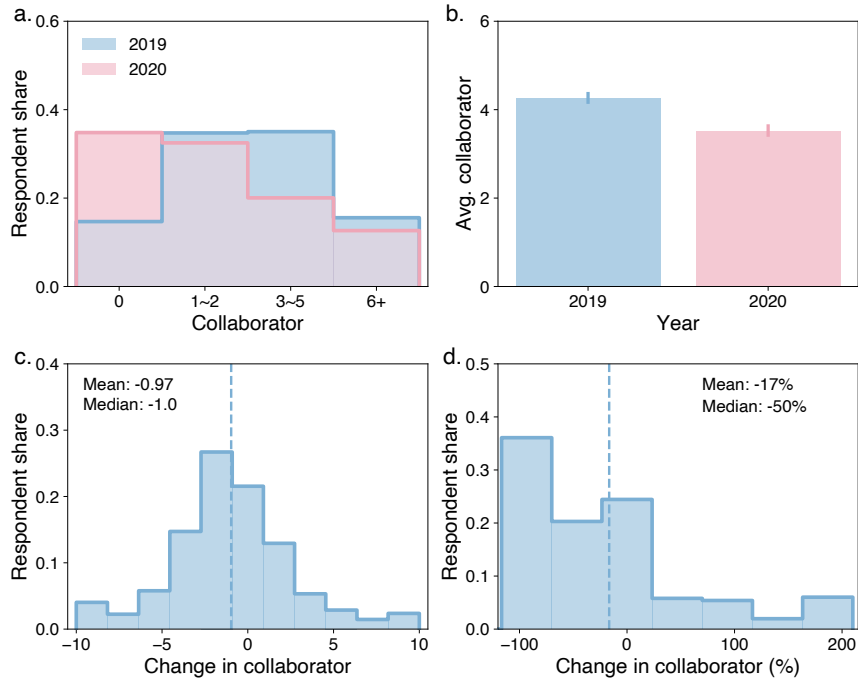 a.
0.6
0.4
0.2
0.0
Respondent share
2019
2020
0
1~2
3~5
6+
Collaborator
b.
6
4
2
0
Avg. collaborator
2019
2020
Year
c.
0.4
0.3
0.2
0.1
0.0
Respondent share
Mean: -0.97
Median: -1.0
−10
−5
0
5
10
Change in collaborator
d.
0.5
0.4
0.3
0.2
0.1
0.0
Respondent share
Mean: -17%
Median: -50%
−100
0
100
200
Change in collaborator (%)